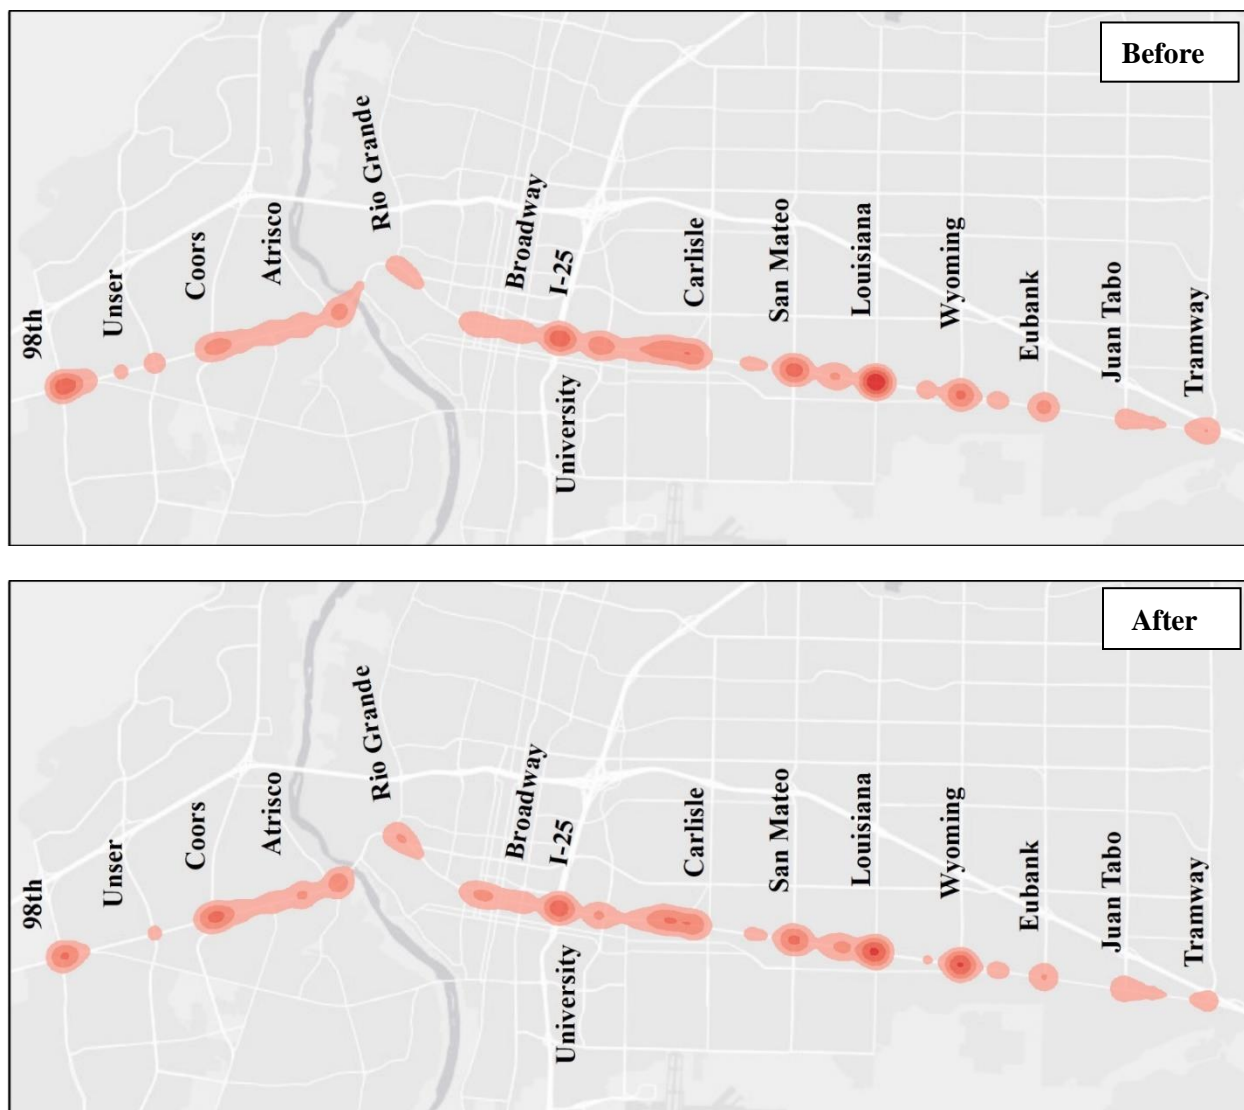 Before
98th
Unser
Coors
Atrisco
Rio Grande
Broadway
I-25
University
Carlisle
San Mateo
Louisiana
Wyoming
Eubank
Juan Tabo
Tramway
After
98th
Unser
Coors
Atrisco
Rio Grande
Broadway
I-25
University
Carlisle
San Mateo
Louisiana
Wyoming
Eubank
Juan Tabo
Tramway